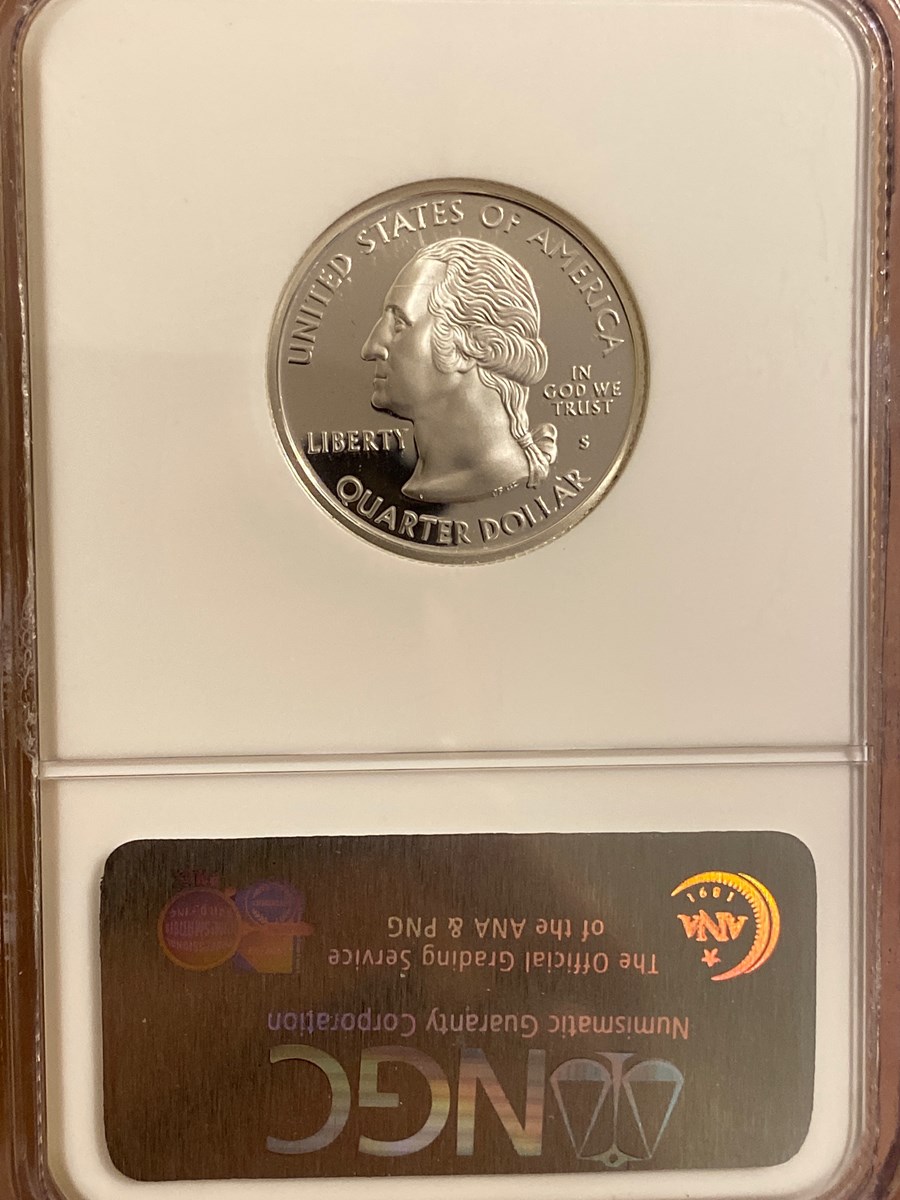 UNITED STATES OF AMERICA
IN
GOD WE
TRUST
LIBERTY
S
QUARTER DOLLAR
NGC
Numismatic Guaranty Corporation
The Official Grading Service
of the ANA & PNG
ANA
1891